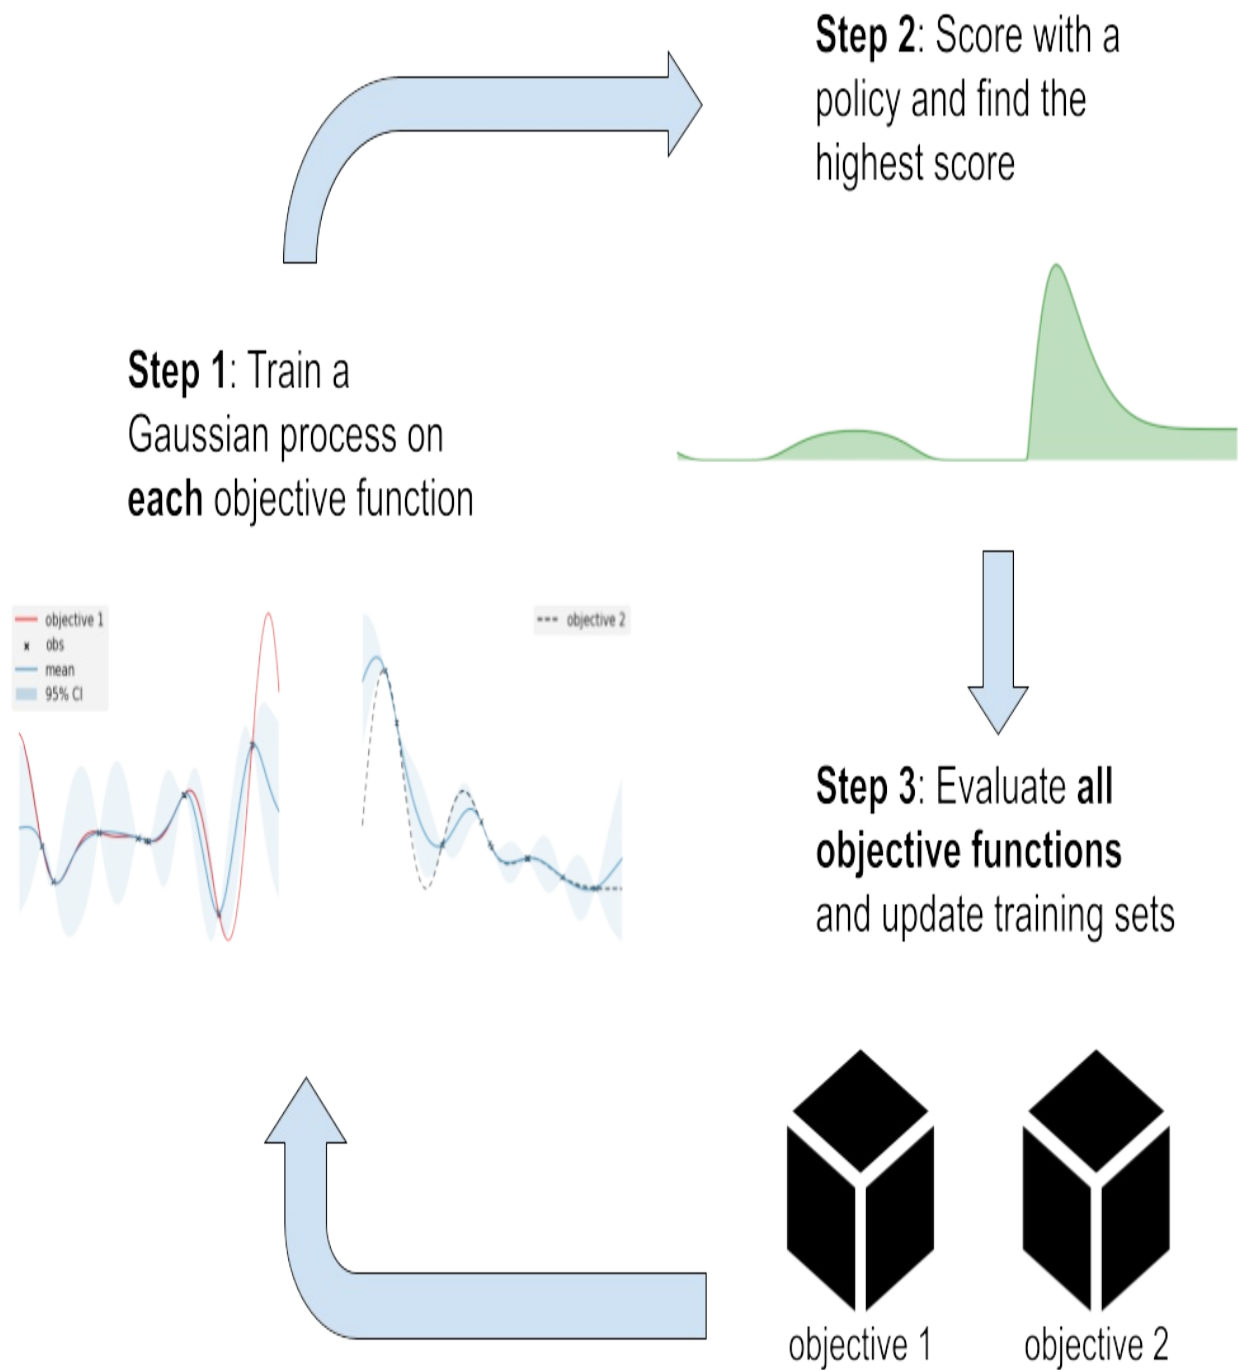 Step 1: Train a
Gaussian process on
each objective function
objective 1
obs
mean
95% CI
objective 2
Step 2: Score with a
policy and find the
highest score
Step 3: Evaluate all
objective functions
and update training sets
objective 1
objective 2